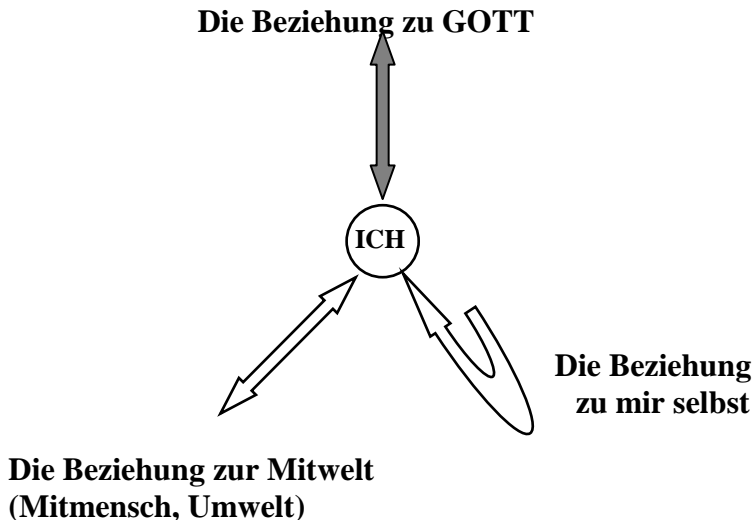 Die Beziehung zu GOTT
ICH
Die Beziehung
zu mir selbst
Die Beziehung zur Mitwelt
(Mitmensch, Umwelt)